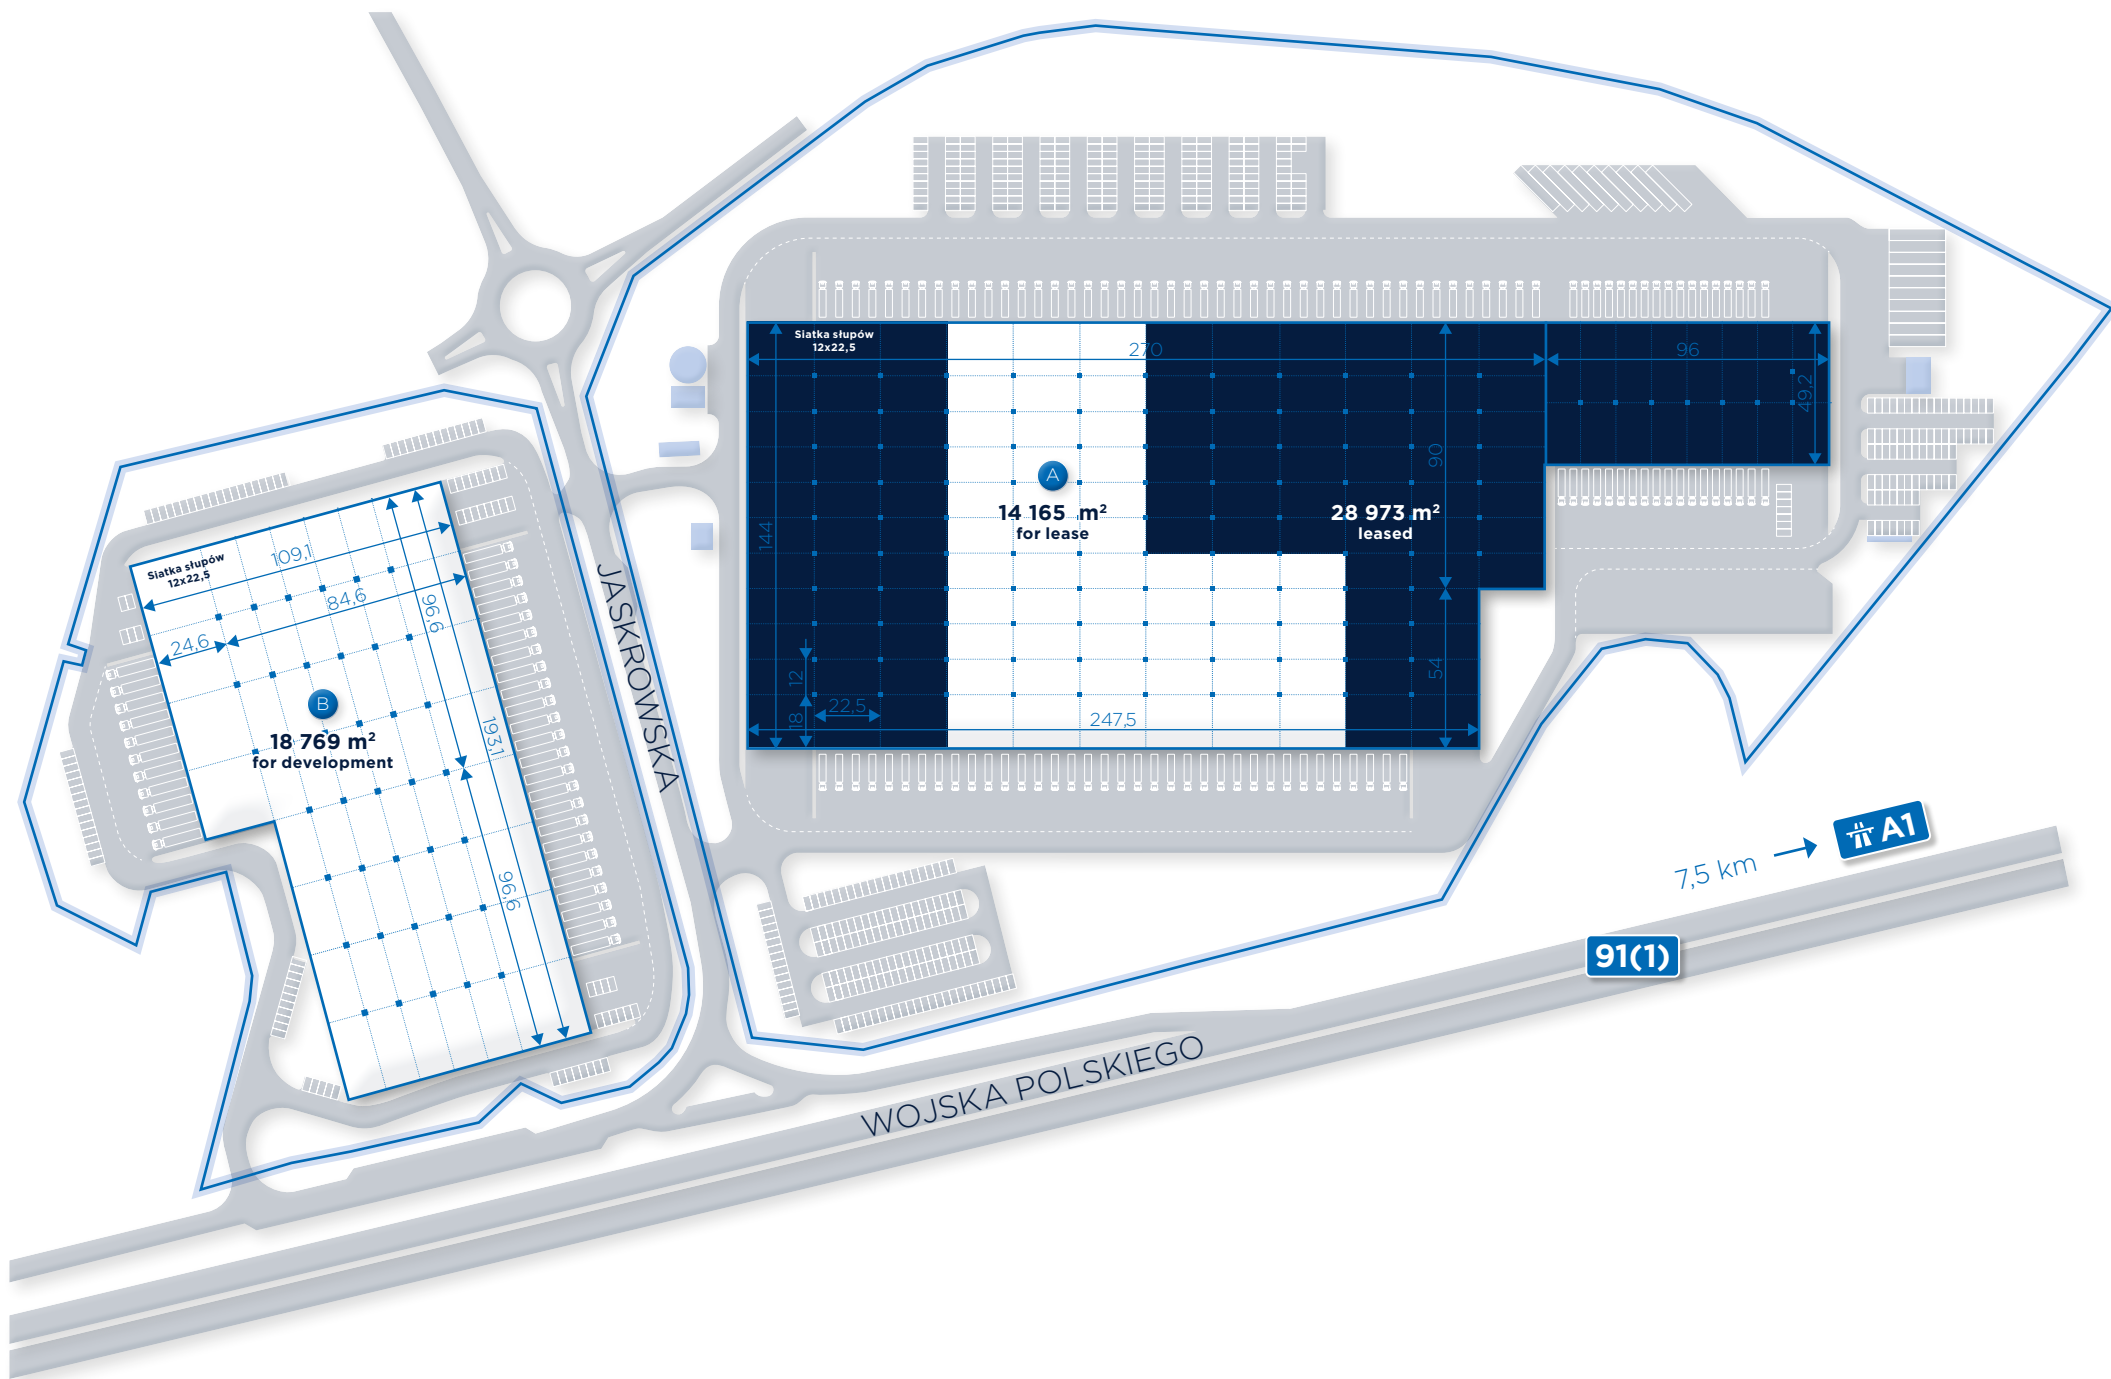 Siatka słupów
12x22,5
270
96
49,2
90
144
A
14 165 m²
for lease
28 973 m²
leased
54
12
18
22,5
247,5
Siatka słupów
12x22,5
109,1
84,6
24,6
96,6
193,1
96,6
B
18 769 m²
for development
JASKROWSKA
7,5 km
A1
91(1)
WOJSKA POLSKIEGO